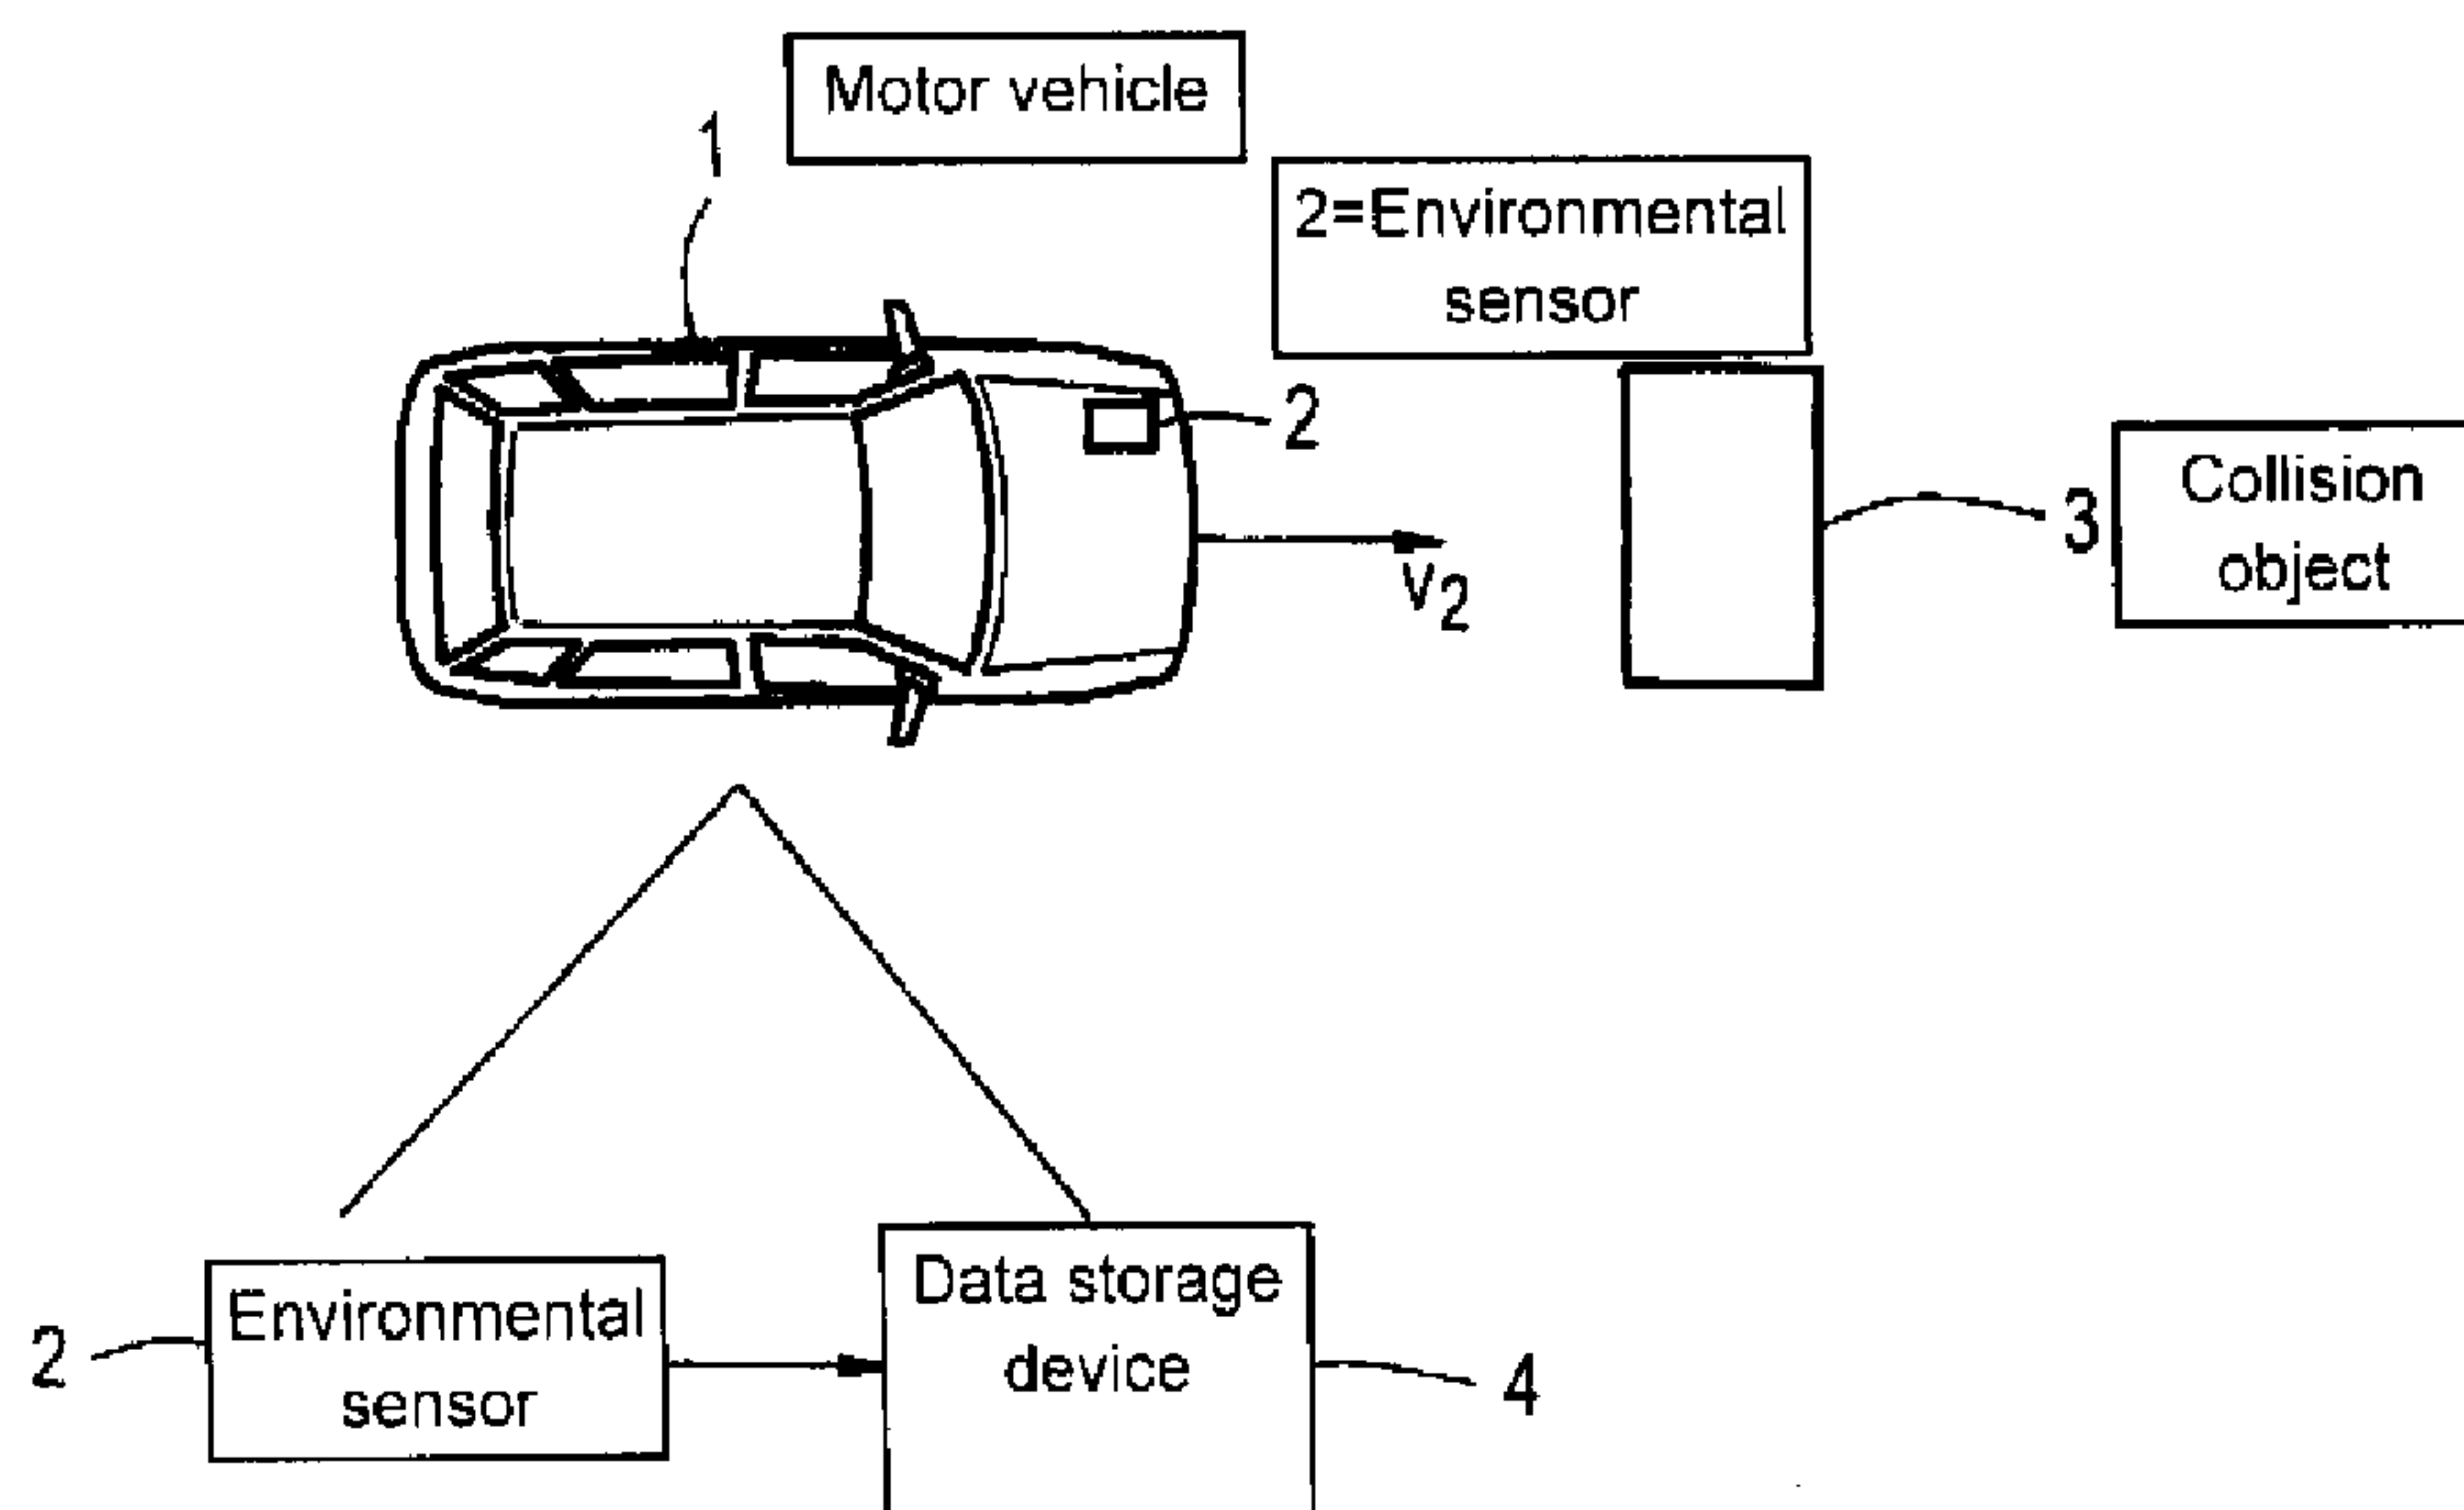 Motor vehicle
1
2=Environmental
sensor
2
3
Collision
object
v2
Environmental
sensor
2
Data storage
device
4